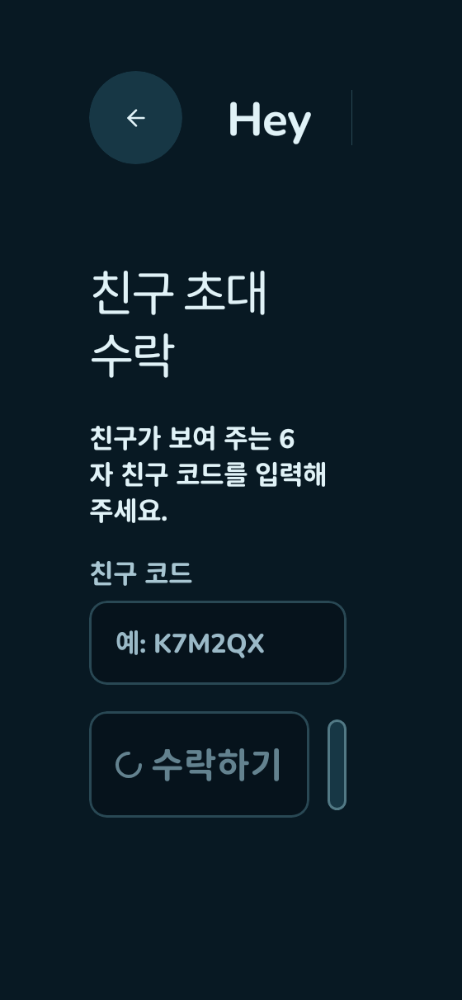 Hey
친구 초대
수락
친구가 보여 주는 6
자 친구 코드를 입력해
주세요.
친구 코드
예: K7M2QX
수락하기